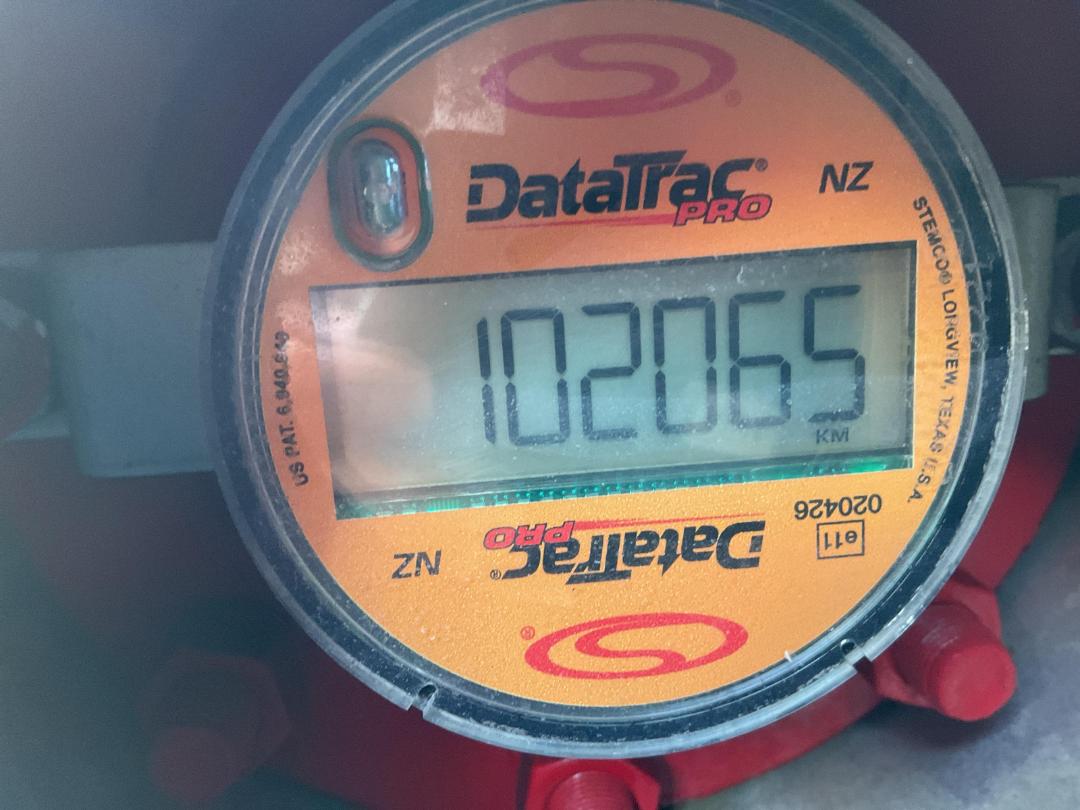 DataTrac® PRO
NZ
STEMCO® LONGVIEW, TEXAS U.S.A.
US PAT. 6,940,940
102065
KM
020426
e11
DataTrac® PRO
NZ